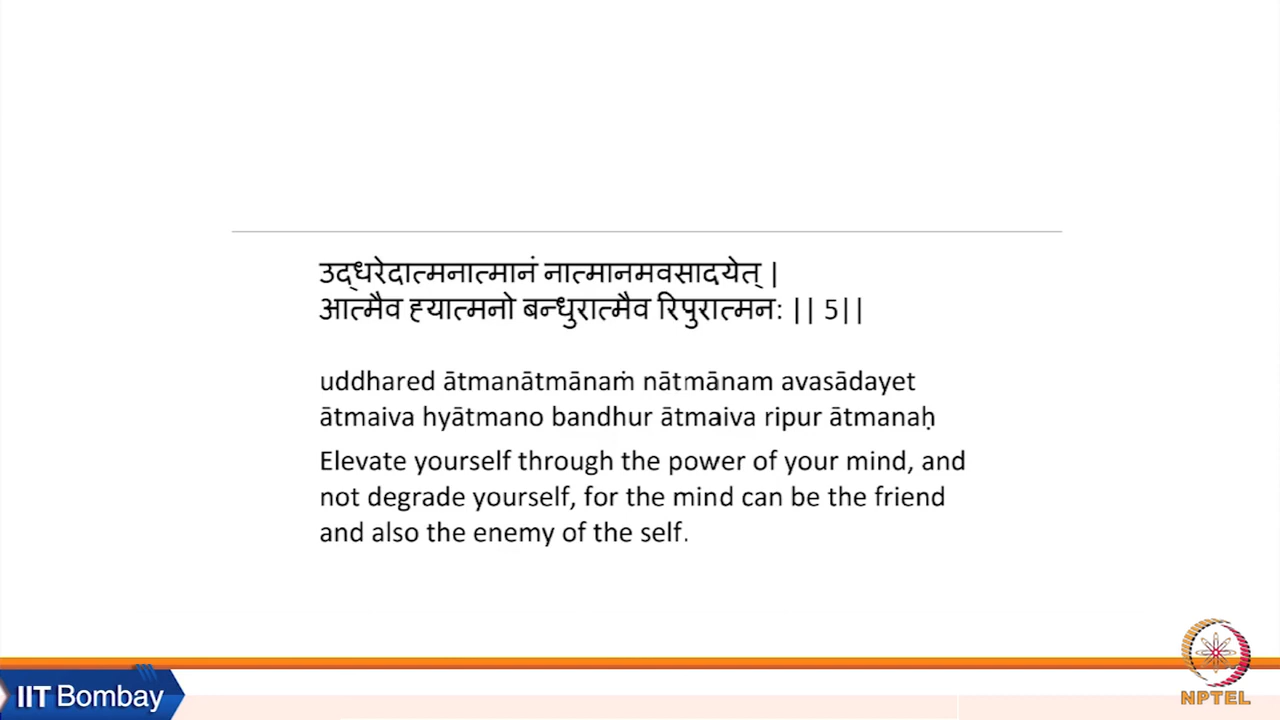 उद्धरेदात्मनात्मानं नात्मानमवसादयेत् |
आत्मैव ह्यात्मनो बन्धुरात्मैव रिपुरात्मनः || 5||
uddhared ātmanātmānaṁ nātmānam avasādayet
ātmaiva hyātmano bandhur ātmaiva ripur ātmanaḥ
Elevate yourself through the power of your mind, and
not degrade yourself, for the mind can be the friend
and also the enemy of the self.
IIT Bombay
NPTEL